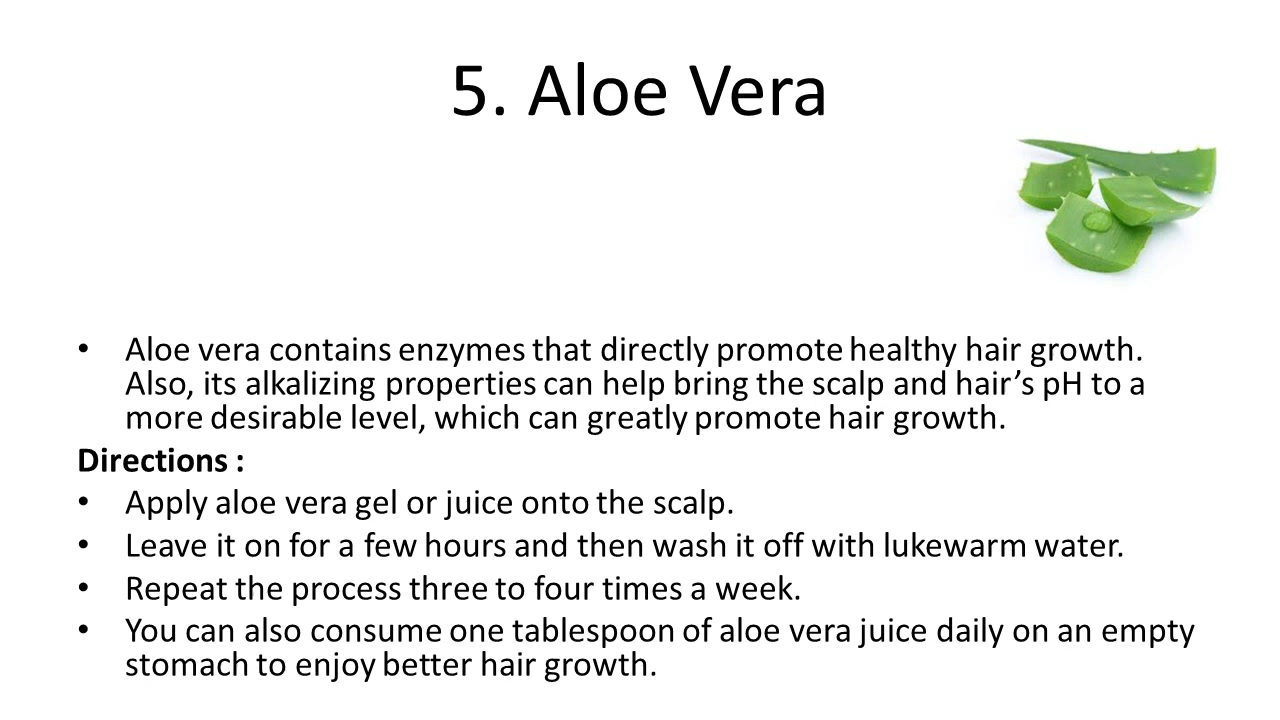 5. Aloe Vera
• Aloe vera contains enzymes that directly promote healthy hair growth.
Also, its alkalizing properties can help bring the scalp and hair’s pH to a
more desirable level, which can greatly promote hair growth.
Directions :
• Apply aloe vera gel or juice onto the scalp.
• Leave it on for a few hours and then wash it off with lukewarm water.
• Repeat the process three to four times a week.
• You can also consume one tablespoon of aloe vera juice daily on an empty
stomach to enjoy better hair growth.